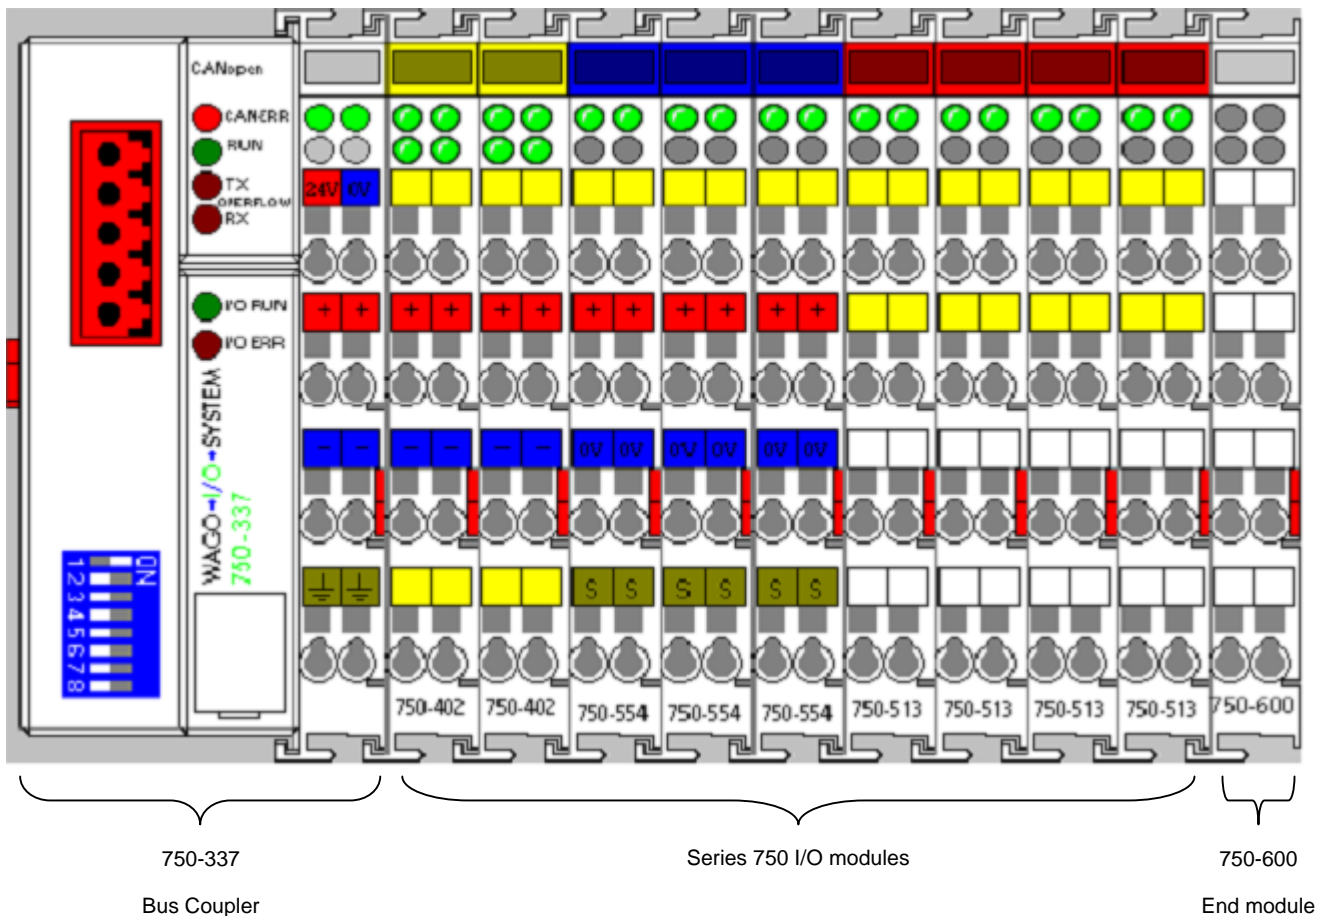 CANopen
CAN-ERR
RUN
TX
OVERFLOW
RX
I/O RUN
I/O ERR
WAGO I/O SYSTEM
750-337
ON
1 2 3 4 5 6 7 8
24V 0V
+ + + + + + + + + + + +
- - - - - - 0V 0V 0V 0V 0V 0V
S S S S S S
750-402 750-402 750-554 750-554 750-554 750-513 750-513 750-513 750-513 750-600
750-337
Bus Coupler
Series 750 I/O modules
750-600
End module